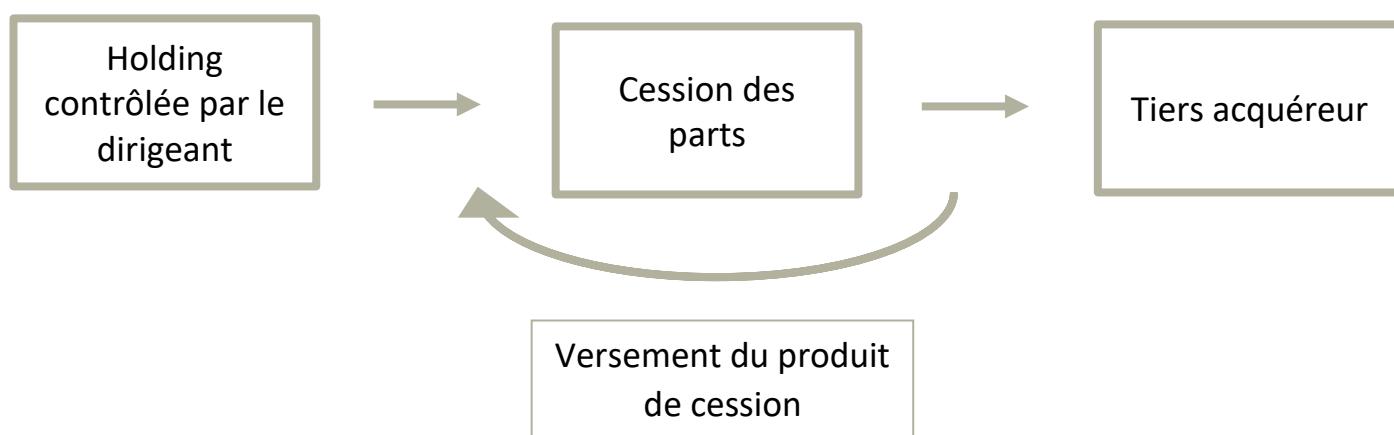 Holding
contrôlée par le
dirigeant
Cession des
parts
Tiers acquéreur
Versement du produit
de cession